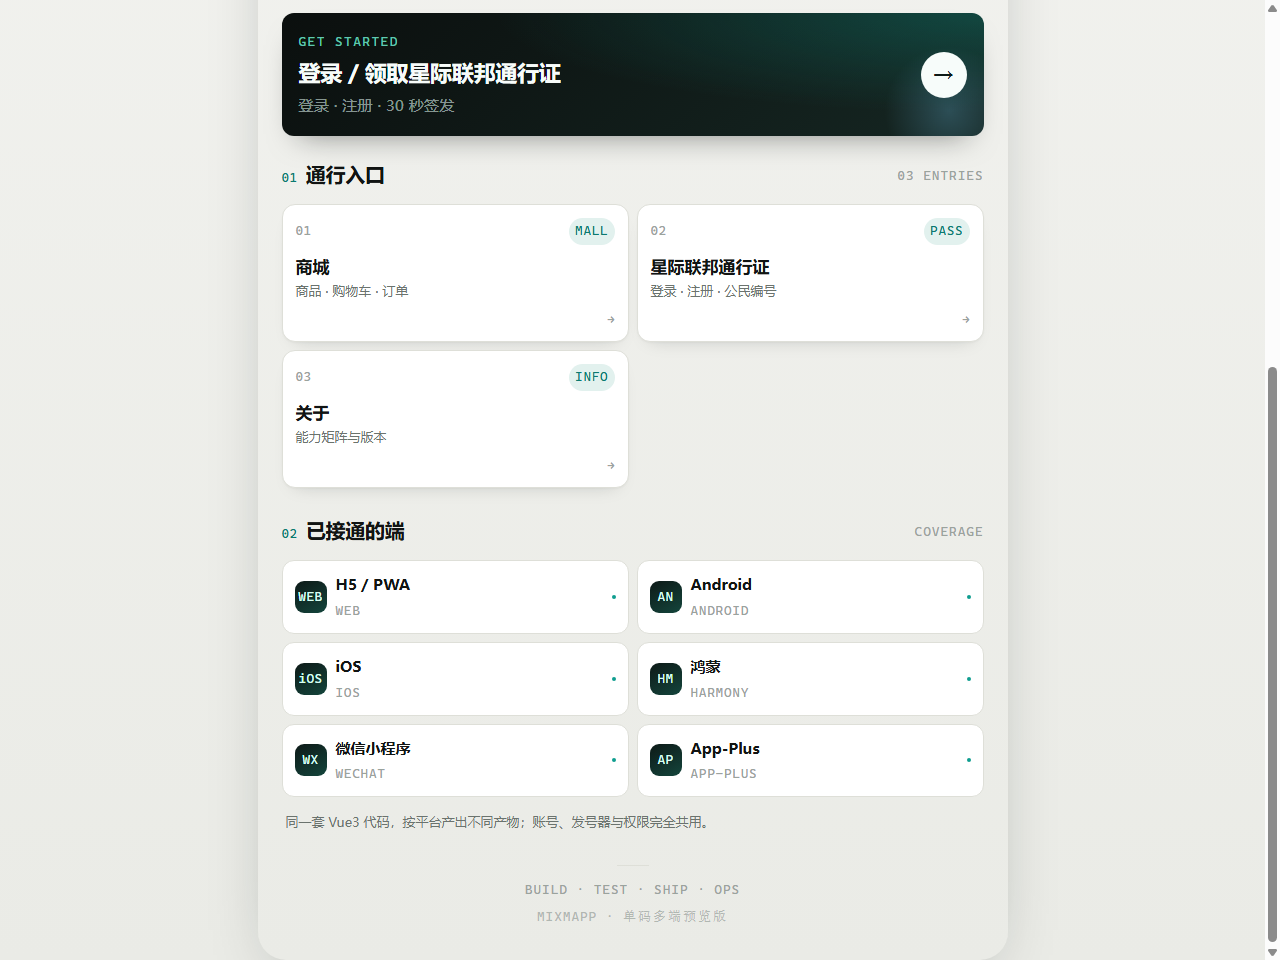 GET STARTED
登录 / 领取星际联邦通行证
登录 · 注册 · 30 秒签发
→
01 通行入口
03 ENTRIES
01
MALL
商城
商品 · 购物车 · 订单
→
02
PASS
星际联邦通行证
登录 · 注册 · 公民编号
→
03
INFO
关于
能力矩阵与版本
→
02 已接通的端
COVERAGE
WEB
H5 / PWA
WEB
AN
Android
ANDROID
iOS
iOS
IOS
HM
鸿蒙
HARMONY
WX
微信小程序
WECHAT
AP
App-Plus
APP-PLUS
同一套 Vue3 代码，按平台产出不同产物；账号、发号器与权限完全共用。
BUILD · TEST · SHIP · OPS
MIXMAPP · 单码多端预览版